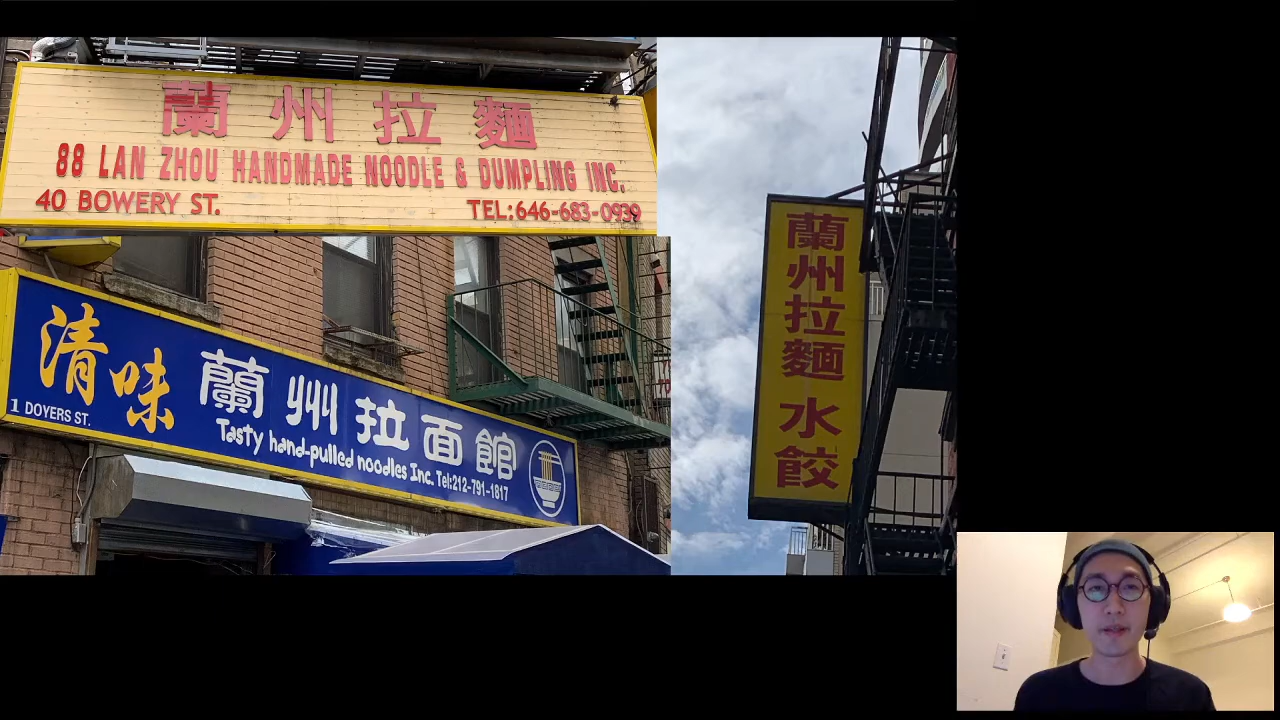 蘭州拉麵
88 LAN ZHOU HANDMADE NOODLE & DUMPLING INC.
40 BOWERY ST.
TEL:646-683-0939
清味 蘭州拉面館
1 DOYERS ST.
Tasty hand-pulled noodles Inc. Tel:212-791-1817
蘭州拉麵 水餃